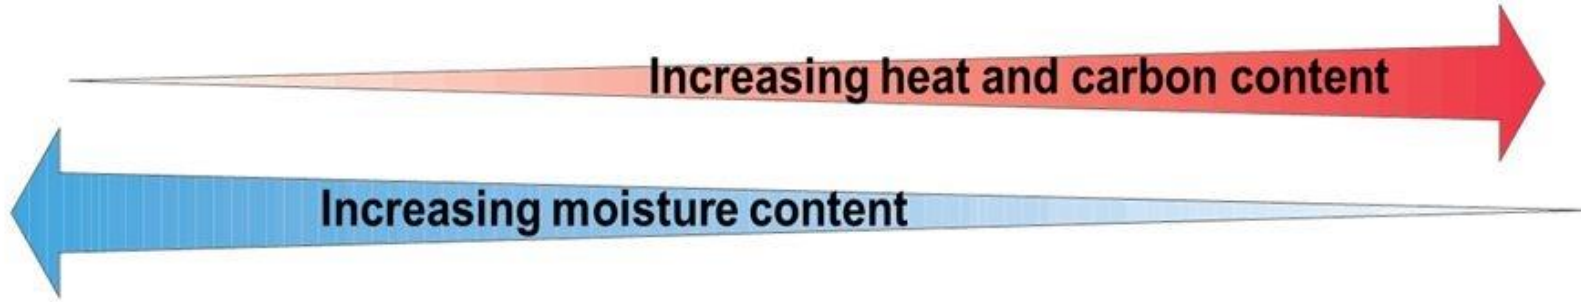 Increasing heat and carbon content
Increasing moisture content